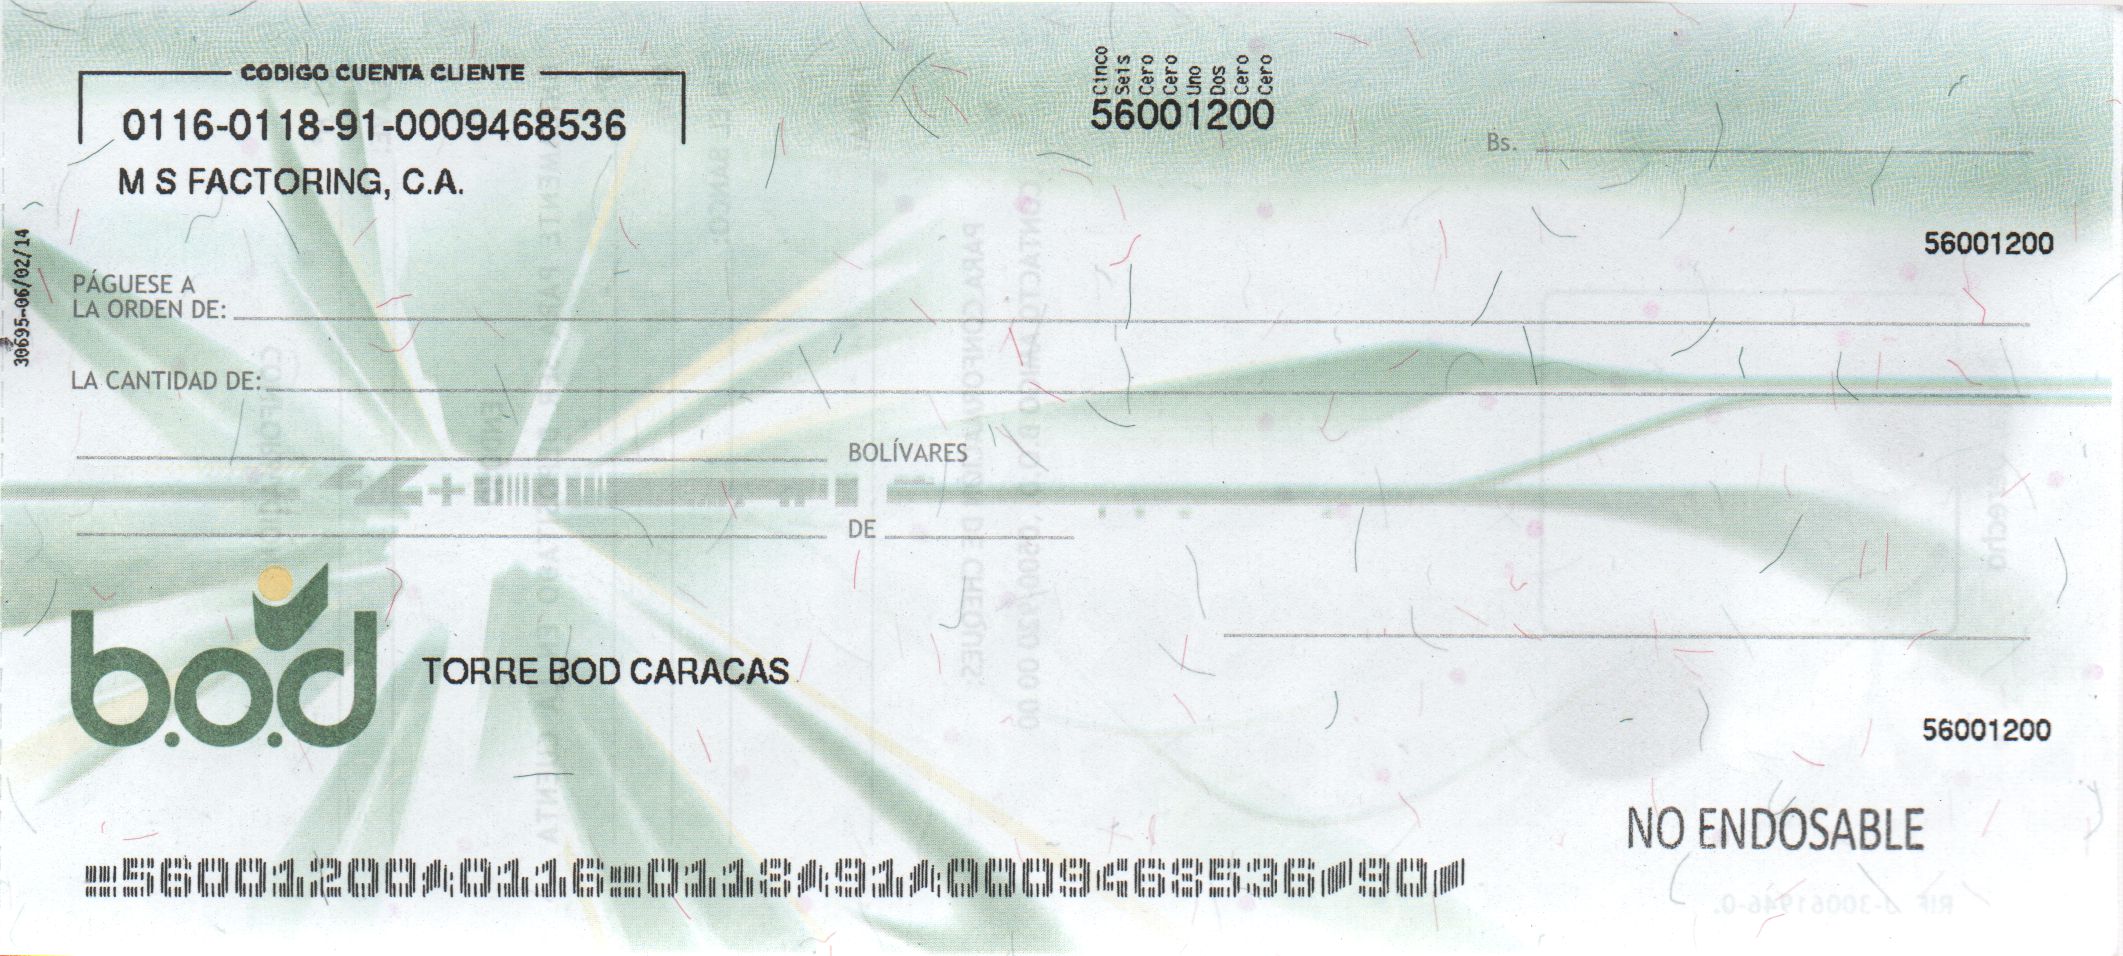 CODIGO CUENTA CLIENTE
0116-0118-91-0009468536
M S FACTORING, C.A.
Cinco
Seis
Cero
Cero
Uno
Dos
Cero
Cero
56001200
Bs.
56001200
30695-06/02/14
PÁGUESE A
LA ORDEN DE:
LA CANTIDAD DE:
BOLÍVARES
DE
b.o.d
TORRE BOD CARACAS
56001200
NO ENDOSABLE
56001200 0116 0118 91 0009468536 90
RIF J-30061946-0.